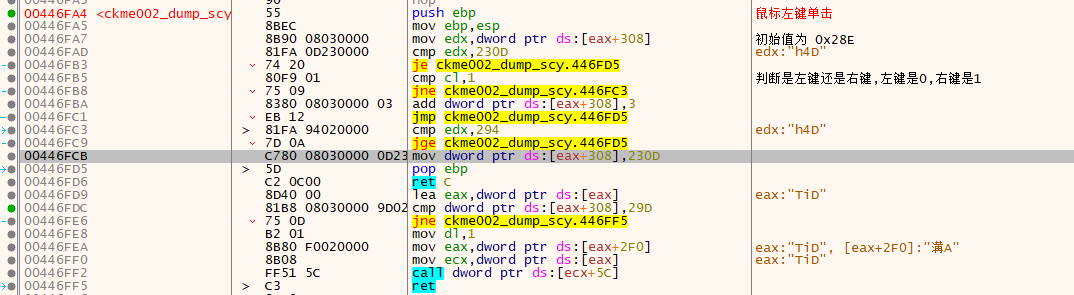 nop
00446FA4 <ckme002_dump_scy 55 push ebp 鼠标左键单击
00446FA5 8BEC mov ebp,esp
00446FA7 8B90 08030000 mov edx,dword ptr ds:[eax+308] 初始值为 0x28E
00446FAD 81FA 0D230000 cmp edx,230D edx:"h4D"
00446FB3 74 20 je ckme002_dump_scy.446FD5
00446FB5 80F9 01 cmp cl,1 判断是左键还是右键,左键是0,右键是1
00446FB8 75 09 jne ckme002_dump_scy.446FC3
00446FBA 8380 08030000 03 add dword ptr ds:[eax+308],3
00446FC1 EB 12 jmp ckme002_dump_scy.446FD5
00446FC3 > 81FA 94020000 cmp edx,294 edx:"h4D"
00446FC9 7D 0A jge ckme002_dump_scy.446FD5
00446FCB C780 08030000 0D23 mov dword ptr ds:[eax+308],230D
00446FD5 > 5D pop ebp
00446FD6 C2 0C00 ret C
00446FD9 8D40 00 lea eax,dword ptr ds:[eax] eax:"TiD"
00446FDC 81B8 08030000 9D02 cmp dword ptr ds:[eax+308],29D
00446FE6 75 0D jne ckme002_dump_scy.446FF5
00446FE8 B2 01 mov dl,1
00446FEA 8B80 F0020000 mov eax,dword ptr ds:[eax+2F0] eax:"TiD", [eax+2F0]:"溝A"
00446FF0 8B08 mov ecx,dword ptr ds:[eax] eax:"TiD"
00446FF2 FF51 5C call dword ptr ds:[ecx+5C]
00446FF5 > C3 ret